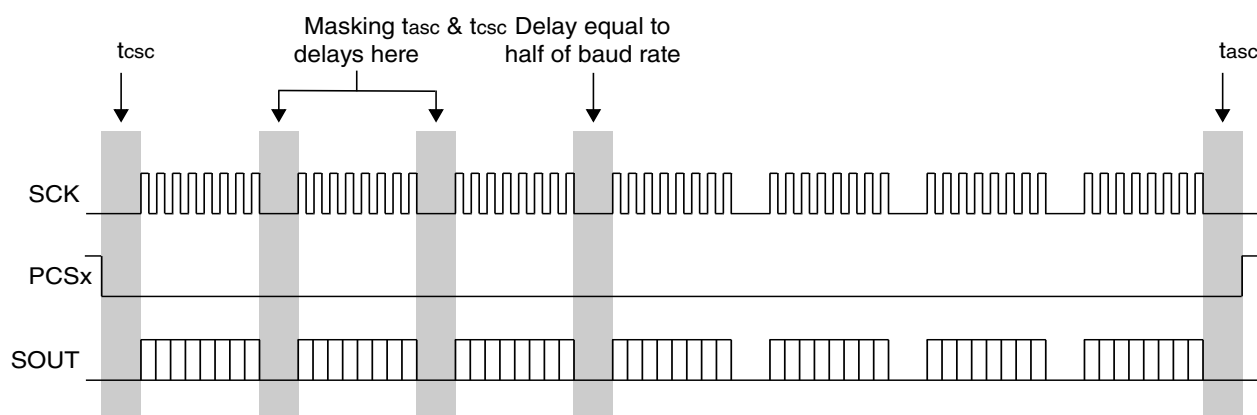 Masking tasc & tcsc Delay equal to
delays here half of baud rate
tcsc
tasc
SCK
PCSx
SOUT